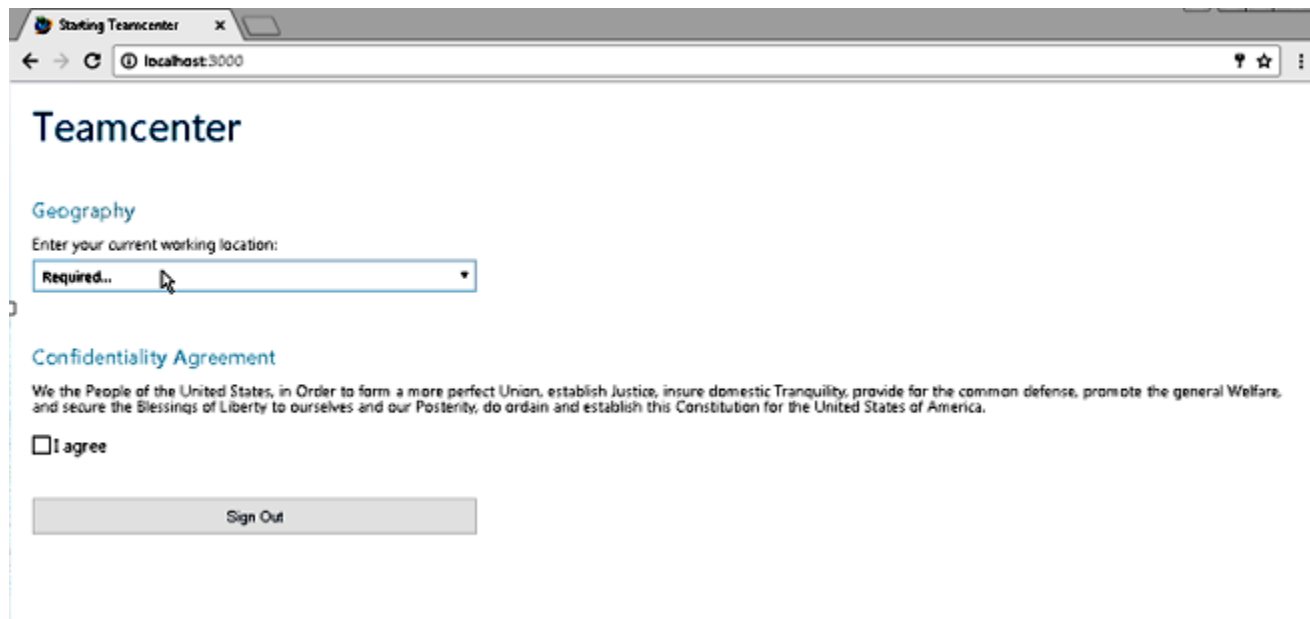 Starting Teamcenter
localhost:3000
Teamcenter
Geography
Enter your current working location:
Required...
Confidentiality Agreement
We the People of the United States, in Order to form a more perfect Union, establish Justice, insure domestic Tranquility, provide for the common defense, promote the general Welfare,
and secure the Blessings of Liberty to ourselves and our Posterity, do ordain and establish this Constitution for the United States of America.
I agree
Sign Out